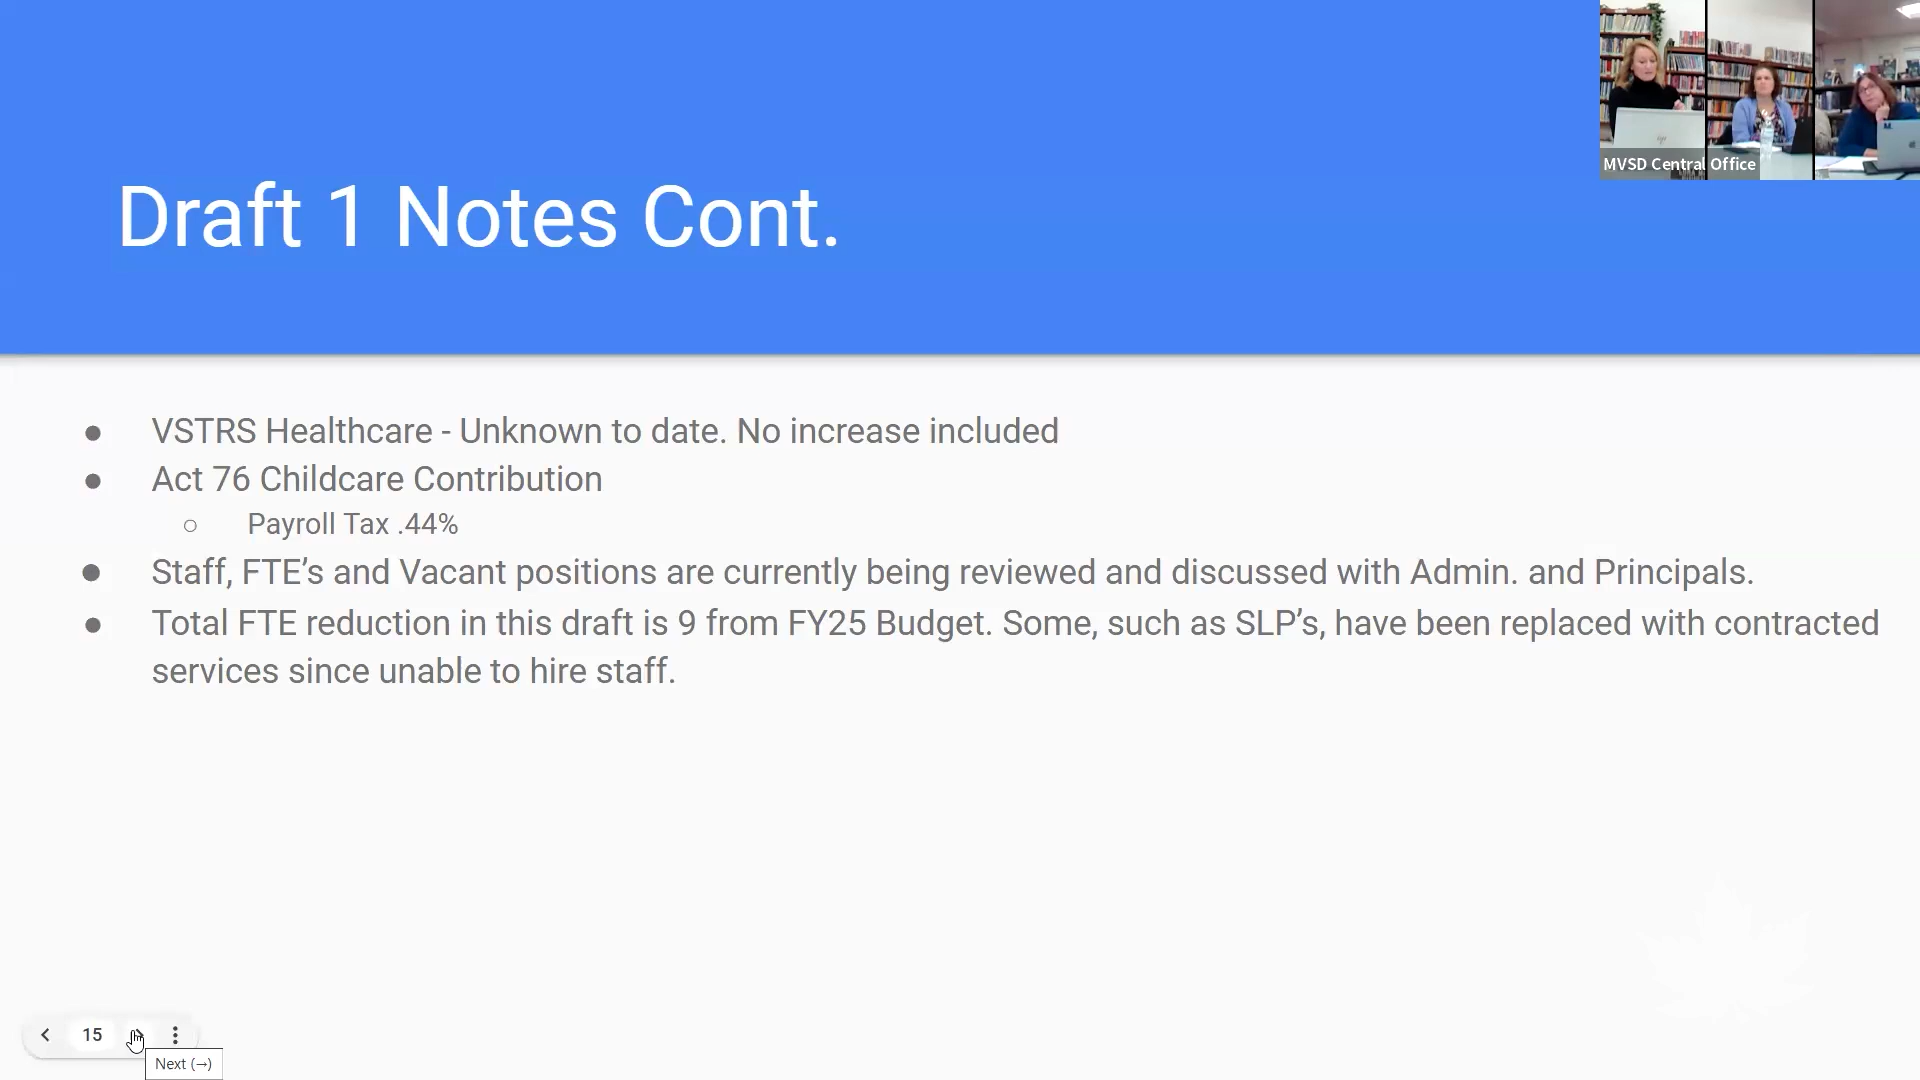 MVSD Central Office
Draft 1 Notes Cont.
● VSTRS Healthcare - Unknown to date. No increase included
● Act 76 Childcare Contribution
○ Payroll Tax .44%
● Staff, FTE’s and Vacant positions are currently being reviewed and discussed with Admin. and Principals.
● Total FTE reduction in this draft is 9 from FY25 Budget. Some, such as SLP’s, have been replaced with contracted
services since unable to hire staff.
15
Next (→)